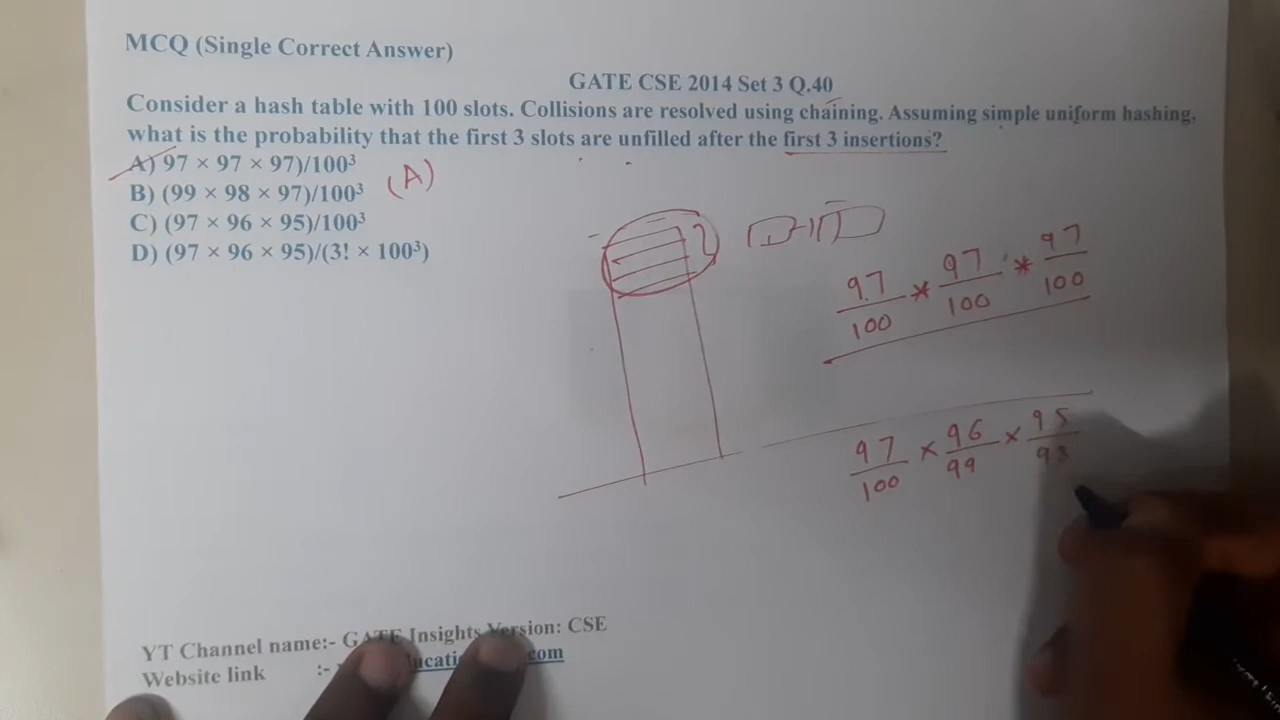 MCQ (Single Correct Answer)
GATE CSE 2014 Set 3 Q.40
Consider a hash table with 100 slots. Collisions are resolved using chaining. Assuming simple uniform hashing,
what is the probability that the first 3 slots are unfilled after the first 3 insertions?
A) 97 × 97 × 97)/100³
B) (99 × 98 × 97)/100³
(A)
C) (97 × 96 × 95)/100³
D) (97 × 96 × 95)/(3! × 100³)
97/100 * 97/100 * 97/100
97/100 × 96/99 × 95/98
YT Channel name:- GATE Insights Version: CSE
Website link :-